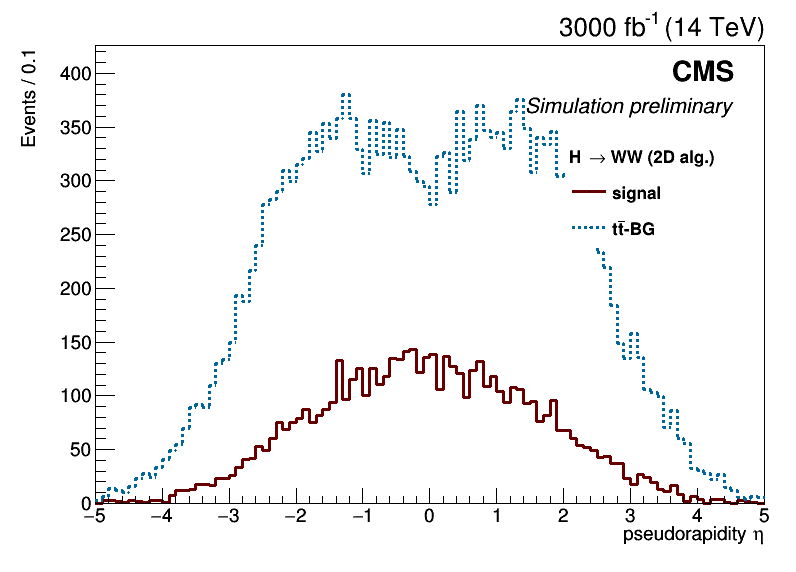 3000 fb⁻¹ (14 TeV)
Events / 0.1
CMS
Simulation preliminary
H → WW (2D alg.)
signal
tt̄-BG
400
350
300
250
200
150
100
50
0
−5 −4 −3 −2 −1 0 1 2 3 4 5
pseudorapidity η